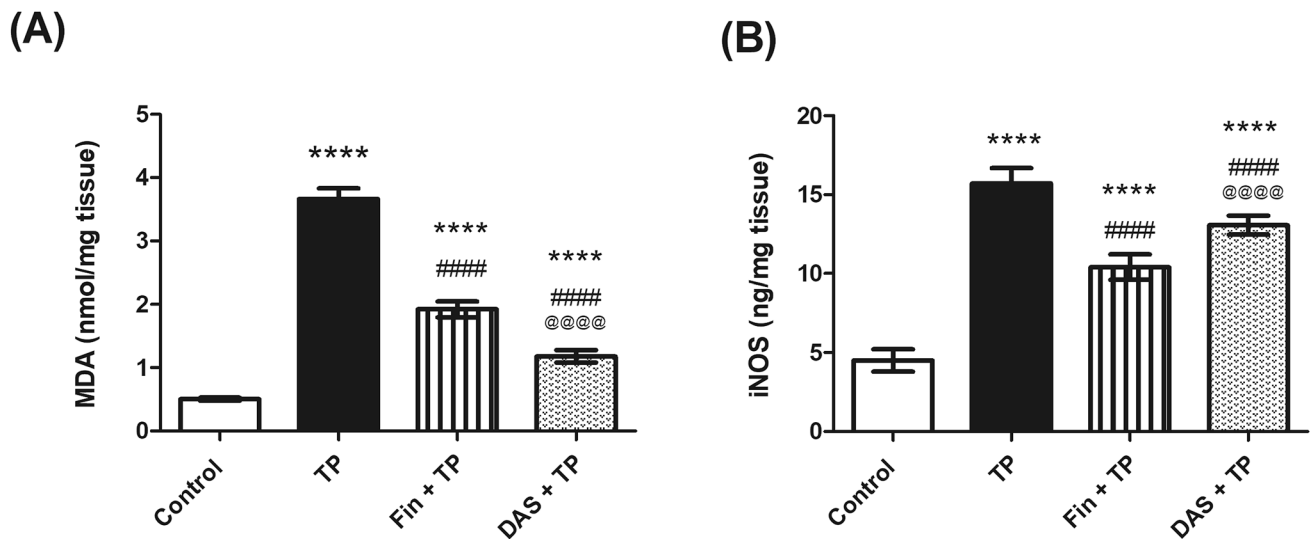 (A)
MDA (nmol/mg tissue)
5
4
3
2
1
0
****
****
####
****
####
@@@@
Control
TP
Fin + TP
DAS + TP
(B)
iNOS (ng/mg tissue)
20
15
10
5
0
****
****
####
****
####
@@@@
Control
TP
Fin + TP
DAS + TP